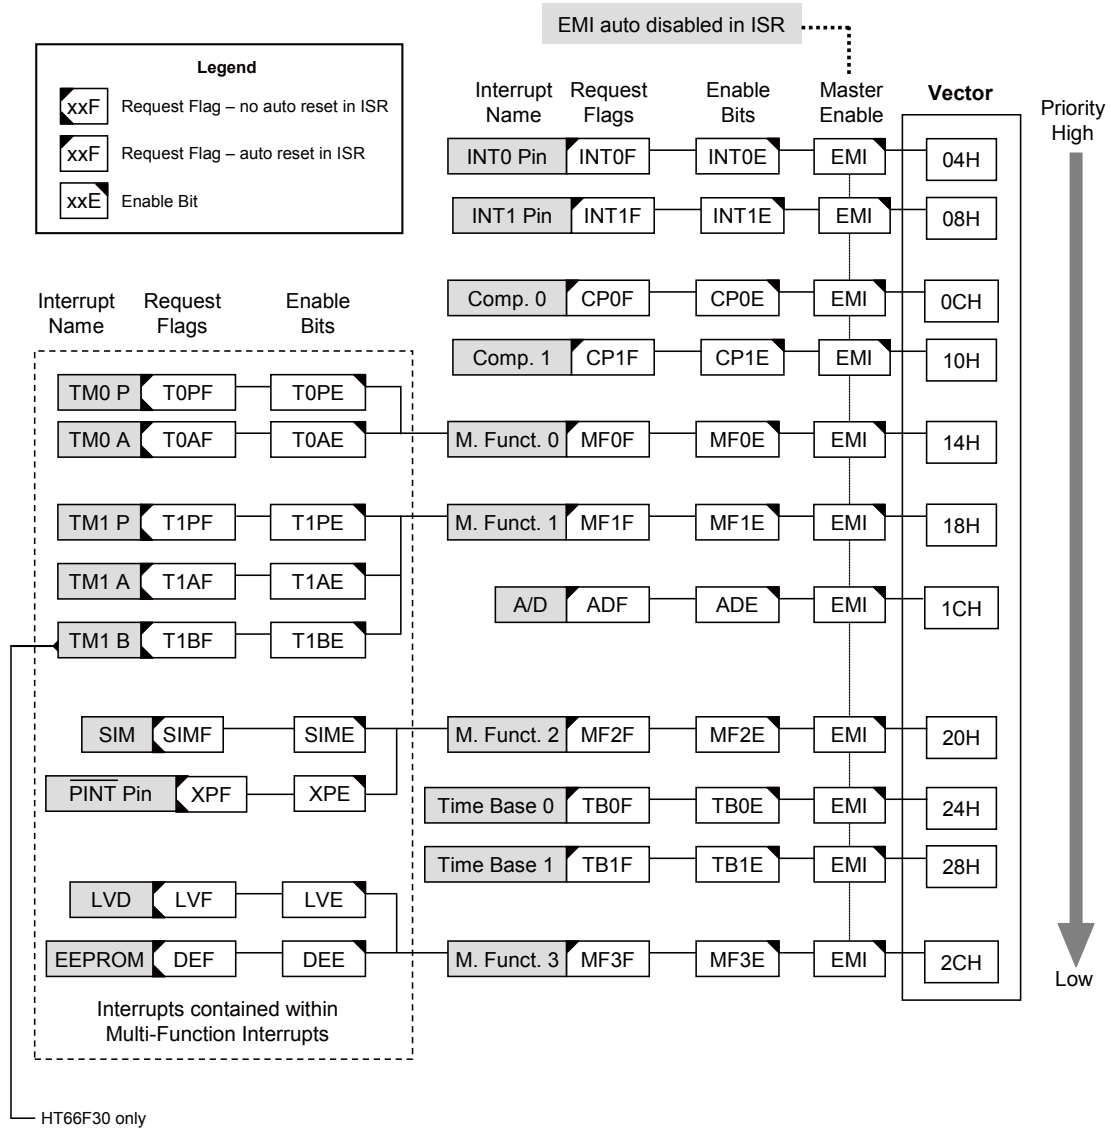 EMI auto disabled in ISR
Legend
xxF Request Flag – no auto reset in ISR
xxF Request Flag – auto reset in ISR
xxE Enable Bit
Interrupt Name Request Flags Enable Bits Master Enable Vector
Priority High
INT0 Pin INT0F INT0E EMI 04H
INT1 Pin INT1F INT1E EMI 08H
Comp. 0 CP0F CP0E EMI 0CH
Comp. 1 CP1F CP1E EMI 10H
Interrupt Name Request Flags Enable Bits
TM0 P T0PF T0PE
TM0 A T0AF T0AE M. Funct. 0 MF0F MF0E EMI 14H
TM1 P T1PF T1PE M. Funct. 1 MF1F MF1E EMI 18H
TM1 A T1AF T1AE
A/D ADF ADE EMI 1CH
TM1 B T1BF T1BE
SIM SIMF SIME M. Funct. 2 MF2F MF2E EMI 20H
PINT Pin XPF XPE
Time Base 0 TB0F TB0E EMI 24H
Time Base 1 TB1F TB1E EMI 28H
LVD LVF LVE
EEPROM DEF DEE M. Funct. 3 MF3F MF3E EMI 2CH
Low
Interrupts contained within
Multi-Function Interrupts
HT66F30 only